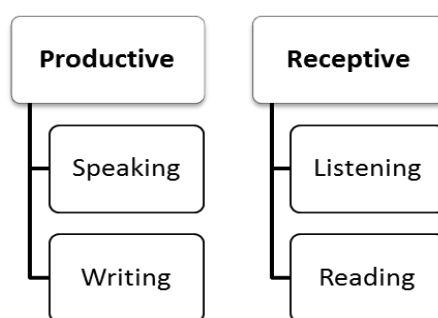 Productive
Speaking
Writing
Receptive
Listening
Reading